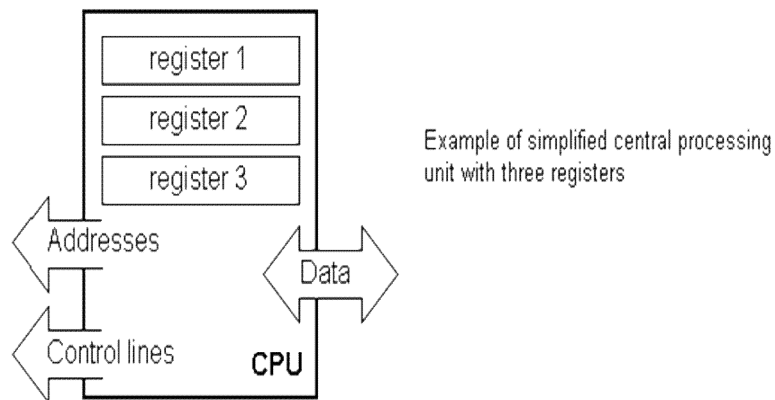 register 1
register 2
register 3
Example of simplified central processing
unit with three registers
Addresses
Data
Control lines
CPU